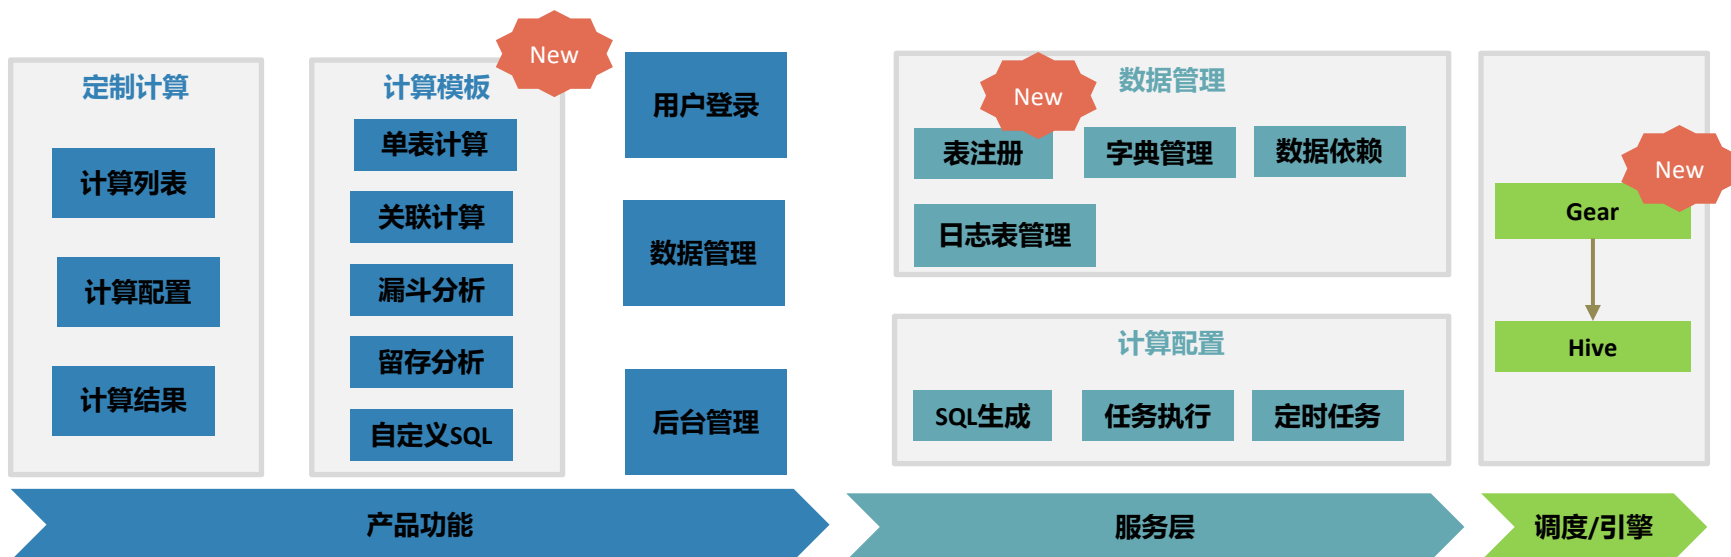 定制计算
计算列表
计算配置
计算结果
计算模板
New
单表计算
关联计算
漏斗分析
留存分析
自定义SQL
用户登录
数据管理
后台管理
产品功能
数据管理
New
表注册
字典管理
数据依赖
日志表管理
计算配置
SQL生成
任务执行
定时任务
服务层
New
Gear
Hive
调度/引擎